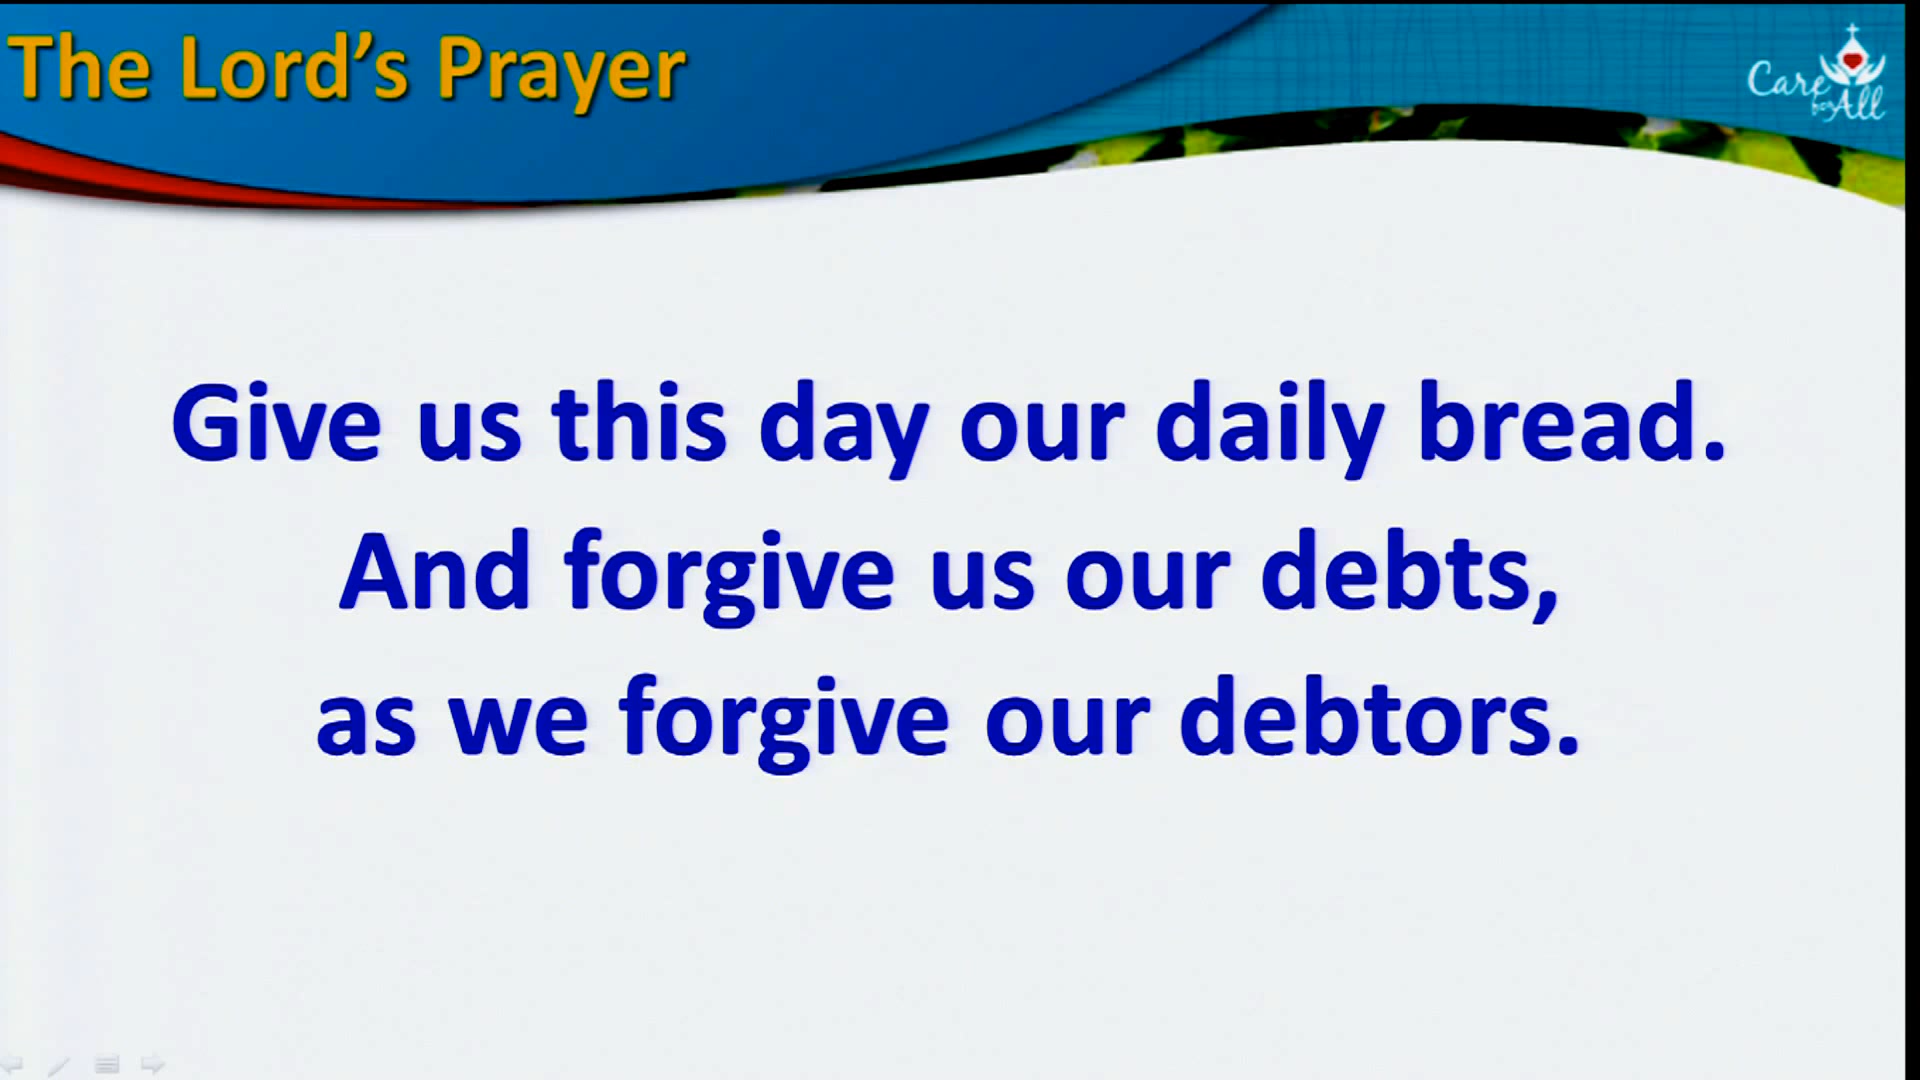 The Lord's Prayer
Care for All
Give us this day our daily bread.
And forgive us our debts,
as we forgive our debtors.